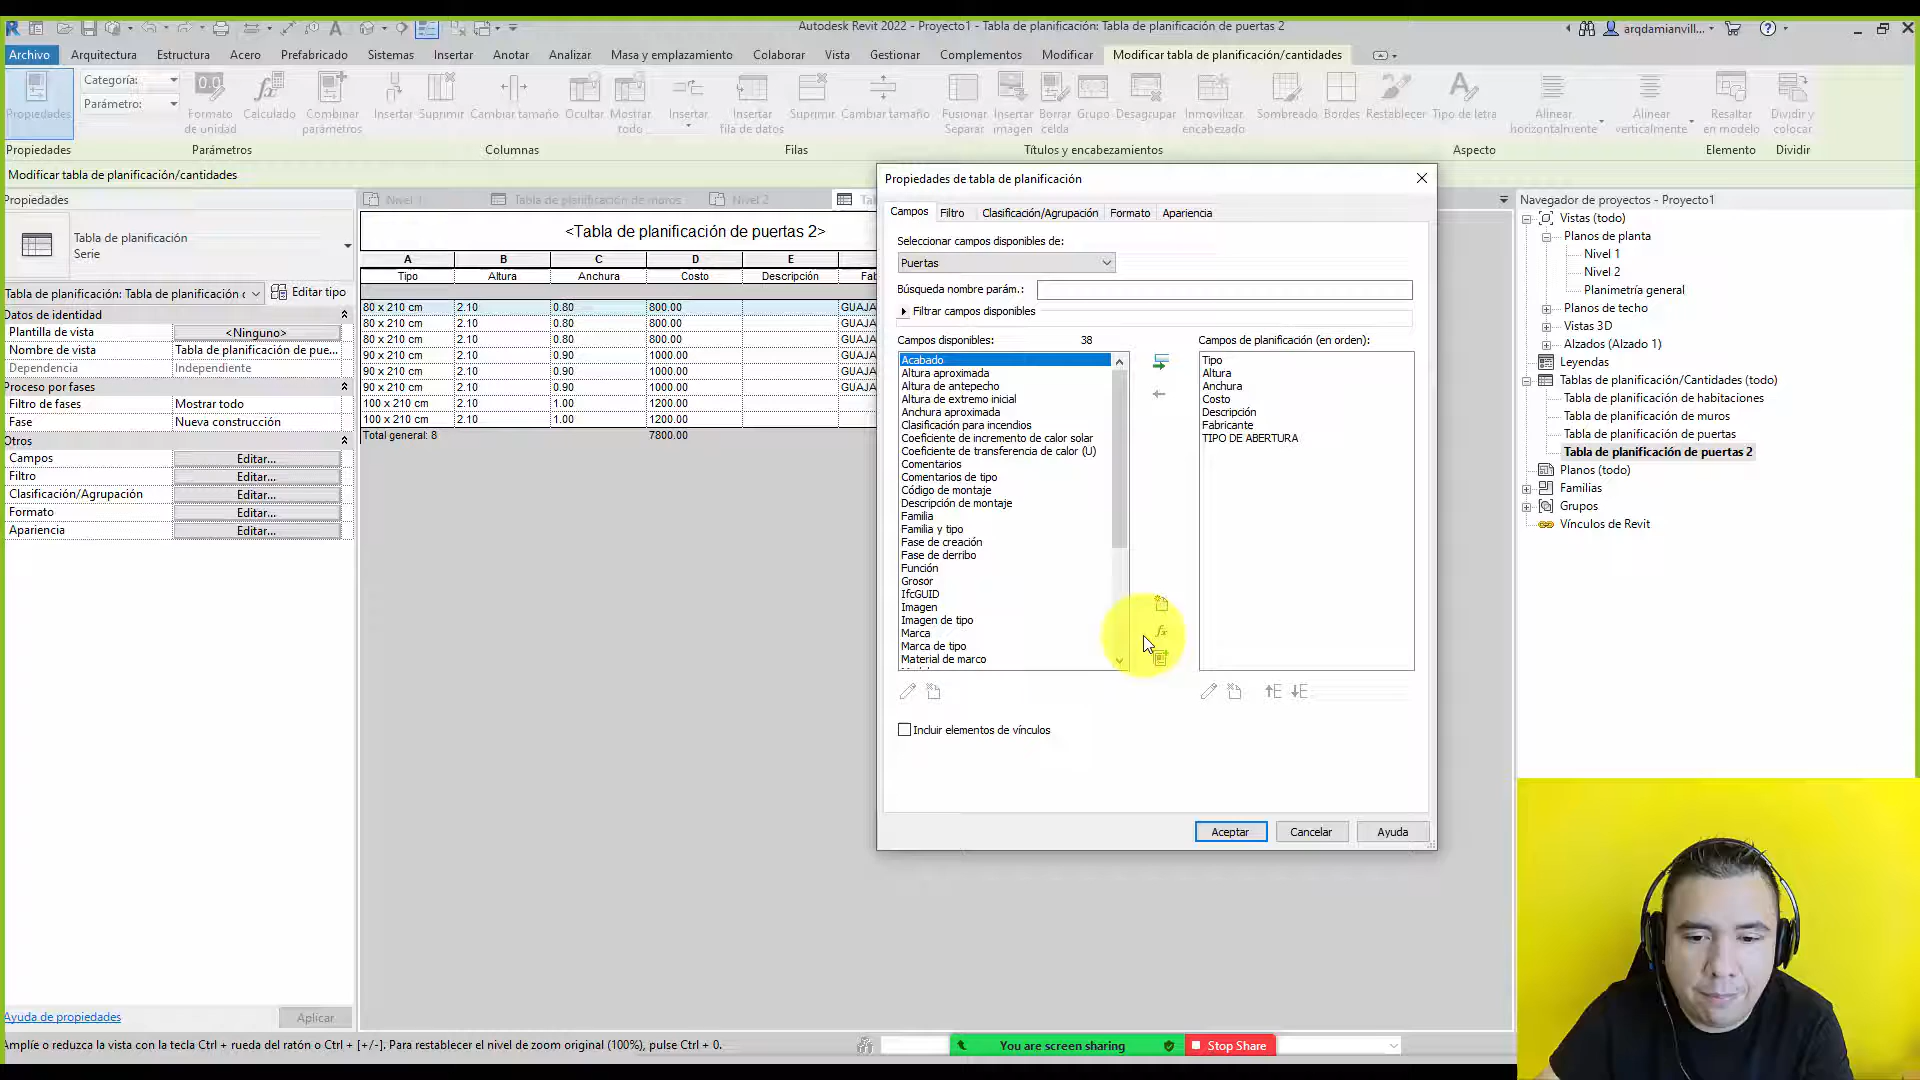 Autodesk Revit 2022 - Proyecto1 - Tabla de planificación: Tabla de planificación de puertas 2
arqdamianvill...
Archivo Arquitectura Estructura Acero Prefabricado Sistemas Insertar Anotar Analizar Masa y emplazamiento Colaborar Vista Gestionar Complementos Modificar Modificar tabla de planificación/cantidades
Categoría:
Parámetro:
Propiedades
Formato de unidad
Calculado
Combinar parámetros
Insertar
Suprimir
Cambiar tamaño
Ocultar
Mostrar todo
Insertar
Insertar fila de datos
Suprimir
Cambiar tamaño
Fusionar Separar
Insertar imagen
Borrar celda
Grupo
Desagrupar
Inmovilizar encabezado
Sombreado
Bordes
Restablecer
Tipo de letra
Alinear horizontalmente
Alinear verticalmente
Resaltar en modelo
Dividir y colocar
Propiedades Parámetros Columnas Filas Títulos y encabezamientos Aspecto Elemento Dividir
Modificar tabla de planificación/cantidades
Propiedades
Tabla de planificación
Serie
Tabla de planificación: Tabla de planificación c
Editar tipo
Datos de identidad
Plantilla de vista <Ninguno>
Nombre de vista Tabla de planificación de pue...
Dependencia Independiente
Proceso por fases
Filtro de fases Mostrar todo
Fase Nueva construcción
Otros
Campos Editar...
Filtro Editar...
Clasificación/Agrupación Editar...
Formato Editar...
Apariencia Editar...
Ayuda de propiedades
Aplicar
Nivel 1 Tabla de planificación de muros Nivel 2
<Tabla de planificación de puertas 2>
A B C D E
Tipo Altura Anchura Costo Descripción Fab
80 x 210 cm 2.10 0.80 800.00 GUAJA
80 x 210 cm 2.10 0.80 800.00 GUAJA
80 x 210 cm 2.10 0.80 800.00 GUAJA
90 x 210 cm 2.10 0.90 1000.00 GUAJA
90 x 210 cm 2.10 0.90 1000.00 GUAJA
90 x 210 cm 2.10 0.90 1000.00 GUAJA
100 x 210 cm 2.10 1.00 1200.00
100 x 210 cm 2.10 1.00 1200.00
Total general: 8 7800.00
Propiedades de tabla de planificación
Campos Filtro Clasificación/Agrupación Formato Apariencia
Seleccionar campos disponibles de:
Puertas
Búsqueda nombre parám.:
Filtrar campos disponibles
Campos disponibles: 38
Acabado
Altura aproximada
Altura de antepecho
Altura de extremo inicial
Anchura aproximada
Clasificación para incendios
Coeficiente de incremento de calor solar
Coeficiente de transferencia de calor (U)
Comentarios
Comentarios de tipo
Código de montaje
Descripción de montaje
Familia
Familia y tipo
Fase de creación
Fase de derribo
Función
Grosor
IfcGUID
Imagen
Imagen de tipo
Marca
Marca de tipo
Material de marco
Campos de planificación (en orden):
Tipo
Altura
Anchura
Costo
Descripción
Fabricante
TIPO DE ABERTURA
Incluir elementos de vínculos
Aceptar Cancelar Ayuda
Navegador de proyectos - Proyecto1
Vistas (todo)
Planos de planta
Nivel 1
Nivel 2
Planimetría general
Planos de techo
Vistas 3D
Alzados (Alzado 1)
Leyendas
Tablas de planificación/Cantidades (todo)
Tabla de planificación de habitaciones
Tabla de planificación de muros
Tabla de planificación de puertas
Tabla de planificación de puertas 2
Planos (todo)
Familias
Grupos
Vínculos de Revit
Amplíe o reduzca la vista con la tecla Ctrl + rueda del ratón o Ctrl + [+/-]. Para restablecer el nivel de zoom original (100%), pulse Ctrl + 0.
You are screen sharing
Stop Share